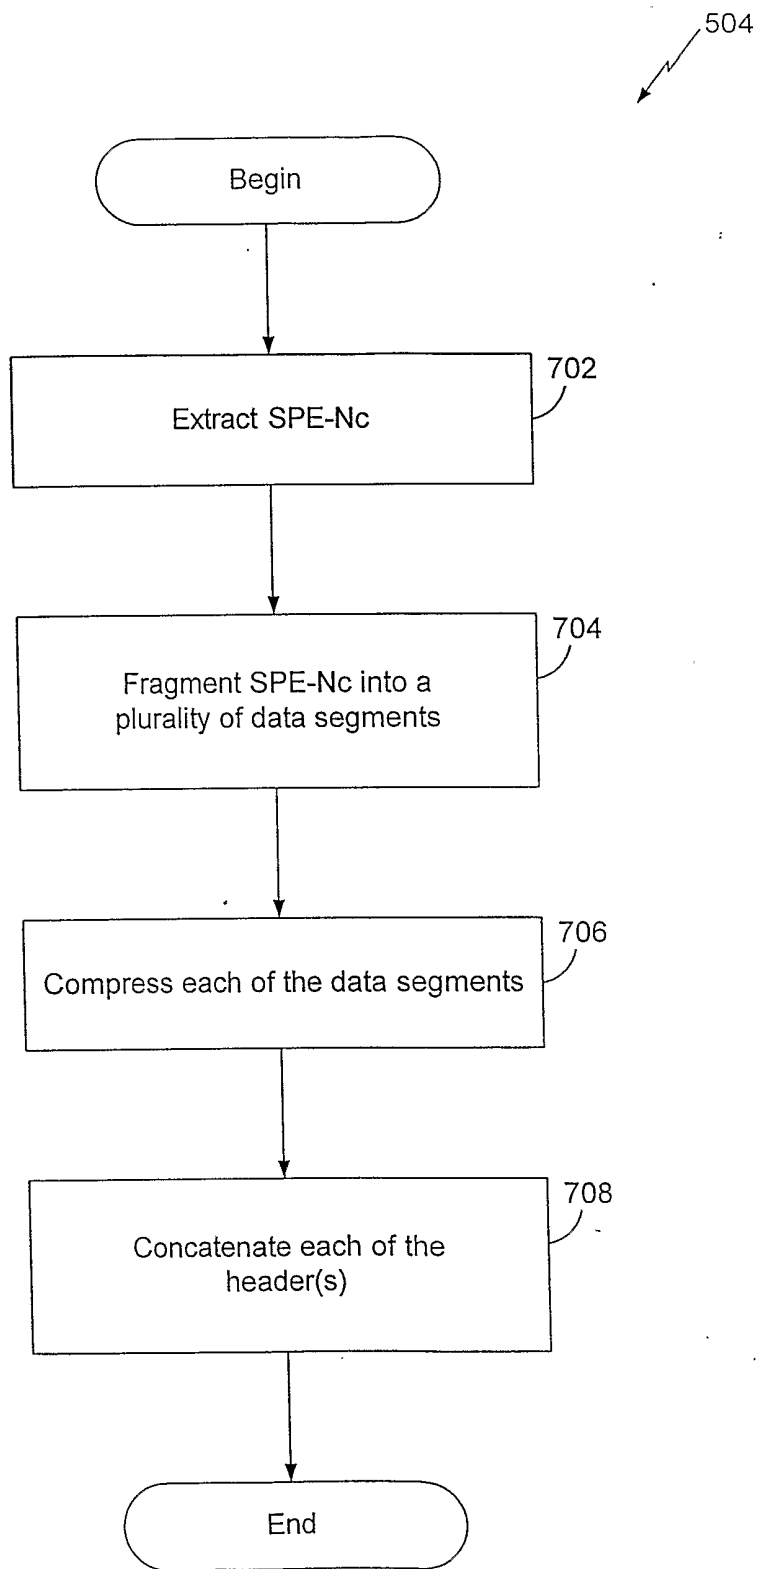 504
Begin
702
Extract SPE-Nc
704
Fragment SPE-Nc into a
plurality of data segments
706
Compress each of the data segments
708
Concatenate each of the
header(s)
End